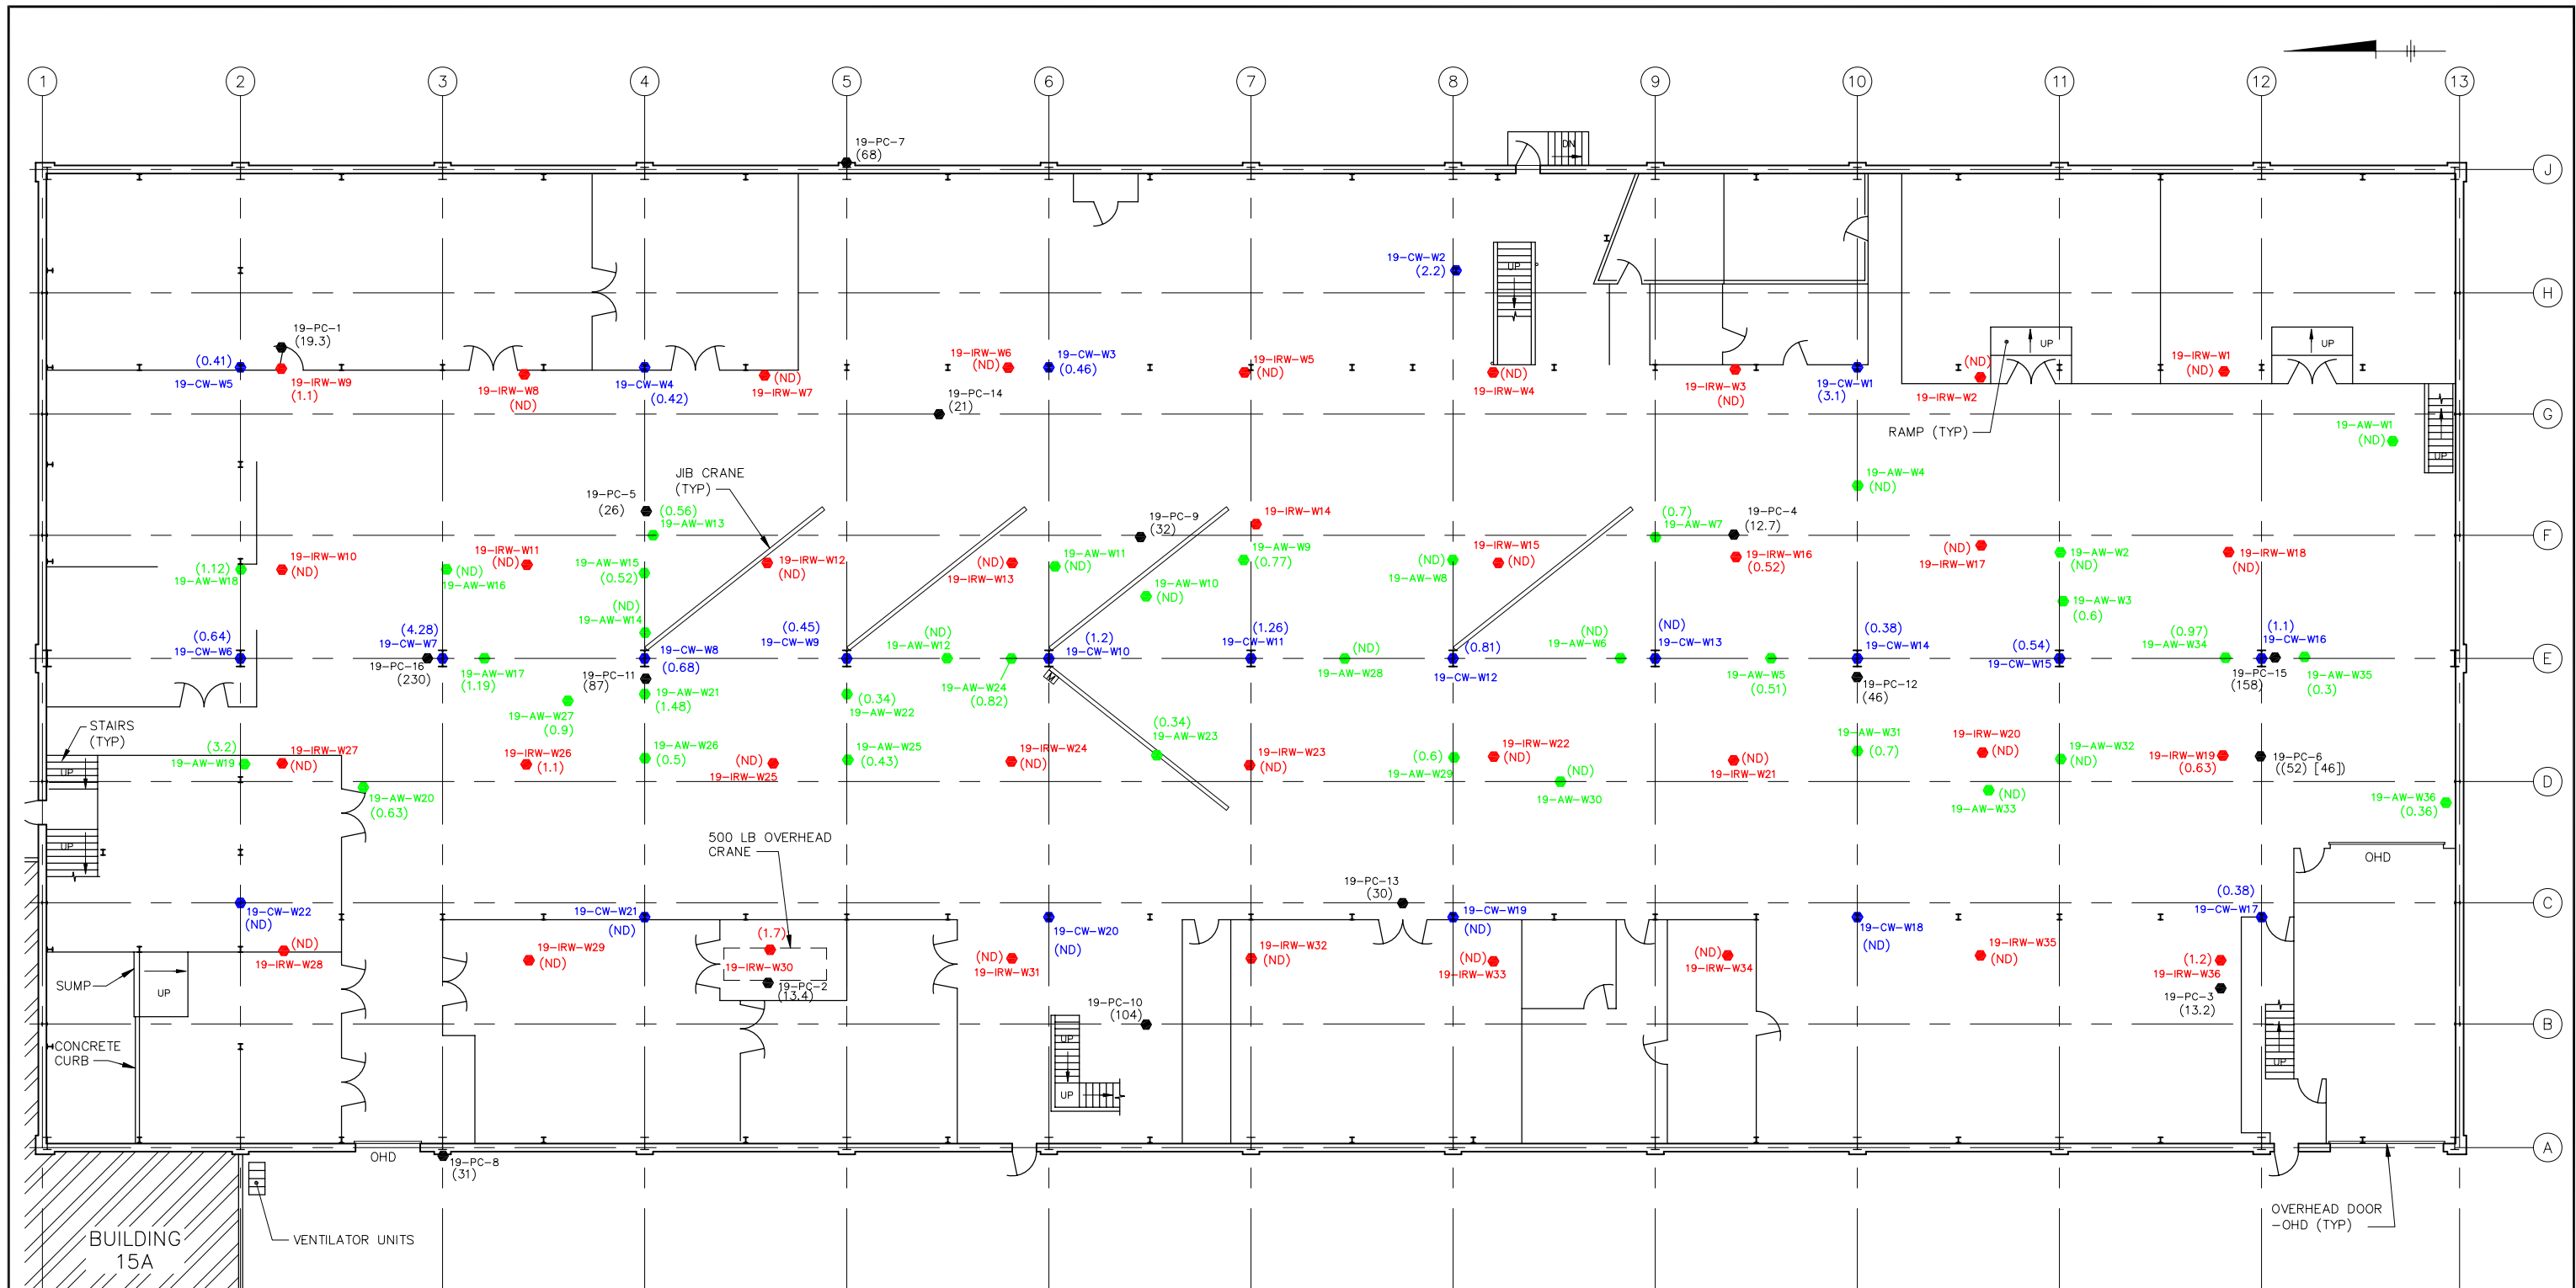 1 2 3 4 5 6 7 8 9 10 11 12 13
19-PC-7
(68)
DN
J
19-CW-W2
(2.2)
UP
H
19-PC-1
(19.3)
UP
UP
(0.41)
19-CW-W5
19-IRW-W9
(1.1)
19-IRW-W8
(ND)
19-CW-W4
(0.42)
(ND)
19-IRW-W7
19-IRW-W6
(ND)
19-CW-W3
(0.46)
19-IRW-W5
(ND)
(ND)
19-IRW-W4
19-IRW-W3
(ND)
19-CW-W1
(3.1)
(ND)
19-IRW-W2
19-IRW-W1
(ND)
19-PC-14
(21)
G
RAMP (TYP)
19-AW-W1
(ND)
UP
JIB CRANE
(TYP)
19-AW-W4
(ND)
19-PC-5
(26)
(0.56)
19-AW-W13
19-PC-9
(32)
19-IRW-W14
(0.7)
19-AW-W7
19-PC-4
(12.7)
F
(1.12)
19-AW-W18
19-IRW-W10
(ND)
(ND)
19-AW-W16
19-IRW-W11
(ND)
19-AW-W15
(0.52)
19-IRW-W12
(ND)
(ND)
19-IRW-W13
19-AW-W11
(ND)
19-AW-W10
(ND)
19-AW-W9
(0.77)
(ND)
19-AW-W8
19-IRW-W15
(ND)
19-IRW-W16
(0.52)
(ND)
19-IRW-W17
19-AW-W2
(ND)
19-IRW-W18
(ND)
(ND)
19-AW-W14
19-AW-W3
(0.6)
(0.64)
19-CW-W6
(4.28)
19-CW-W7
19-PC-16
(230)
19-AW-W17
(1.19)
19-CW-W8
(0.68)
19-PC-11
(87)
(0.45)
19-CW-W9
(ND)
19-AW-W12
19-AW-W24
(0.82)
(1.2)
19-CW-W10
M
(1.26)
19-CW-W11
(ND)
19-AW-W28
(0.81)
19-CW-W12
(ND)
19-AW-W6
(ND)
19-CW-W13
19-AW-W5
(0.51)
(0.38)
19-CW-W14
19-PC-12
(46)
(0.54)
19-CW-W15
(0.97)
19-AW-W34
(1.1)
19-CW-W16
19-PC-15
(158)
19-AW-W35
(0.3)
E
19-AW-W27
(0.9)
19-AW-W21
(1.48)
(0.34)
19-AW-W22
STAIRS
(TYP)
UP
(3.2)
19-AW-W19
19-IRW-W27
(ND)
19-AW-W20
(0.63)
19-IRW-W26
(1.1)
19-AW-W26
(0.5)
(ND)
19-IRW-W25
19-AW-W25
(0.43)
19-IRW-W24
(ND)
(0.34)
19-AW-W23
19-IRW-W23
(ND)
(0.6)
19-AW-W29
19-IRW-W22
(ND)
(ND)
19-AW-W30
(ND)
19-IRW-W21
19-AW-W31
(0.7)
19-IRW-W20
(ND)
(ND)
19-AW-W33
19-AW-W32
(ND)
19-IRW-W19
(0.63)
19-PC-6
((52) [46])
19-AW-W36
(0.36)
D
UP
500 LB OVERHEAD
CRANE
OHD
19-PC-13
(30)
19-CW-W22
(ND)
19-CW-W21
(ND)
19-CW-W20
(ND)
19-CW-W19
(ND)
19-CW-W18
(ND)
(0.38)
19-CW-W17
C
(ND)
19-IRW-W28
19-IRW-W29
(ND)
(1.7)
19-IRW-W30
19-PC-2
(13.4)
(ND)
19-IRW-W31
19-IRW-W32
(ND)
(ND)
19-IRW-W33
(ND)
19-IRW-W34
19-IRW-W35
(ND)
(1.2)
19-IRW-W36
19-PC-3
(13.2)
SUMP
UP
19-PC-10
(104)
B
CONCRETE
CURB
UP
UP
UP
OHD
19-PC-8
(31)
A
BUILDING
15A
VENTILATOR UNITS
OVERHEAD DOOR
-OHD (TYP)